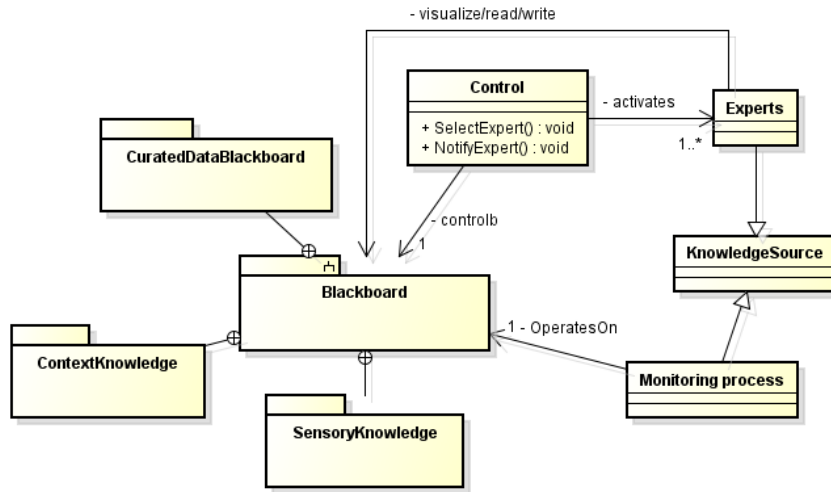 - visualize/read/write
Control
+ SelectExpert() : void
+ NotifyExpert() : void
- activates
1..*
Experts
CuratedDataBlackboard
- controlb
1
KnowledgeSource
Blackboard
1 - OperatesOn
ContextKnowledge
Monitoring process
SensoryKnowledge